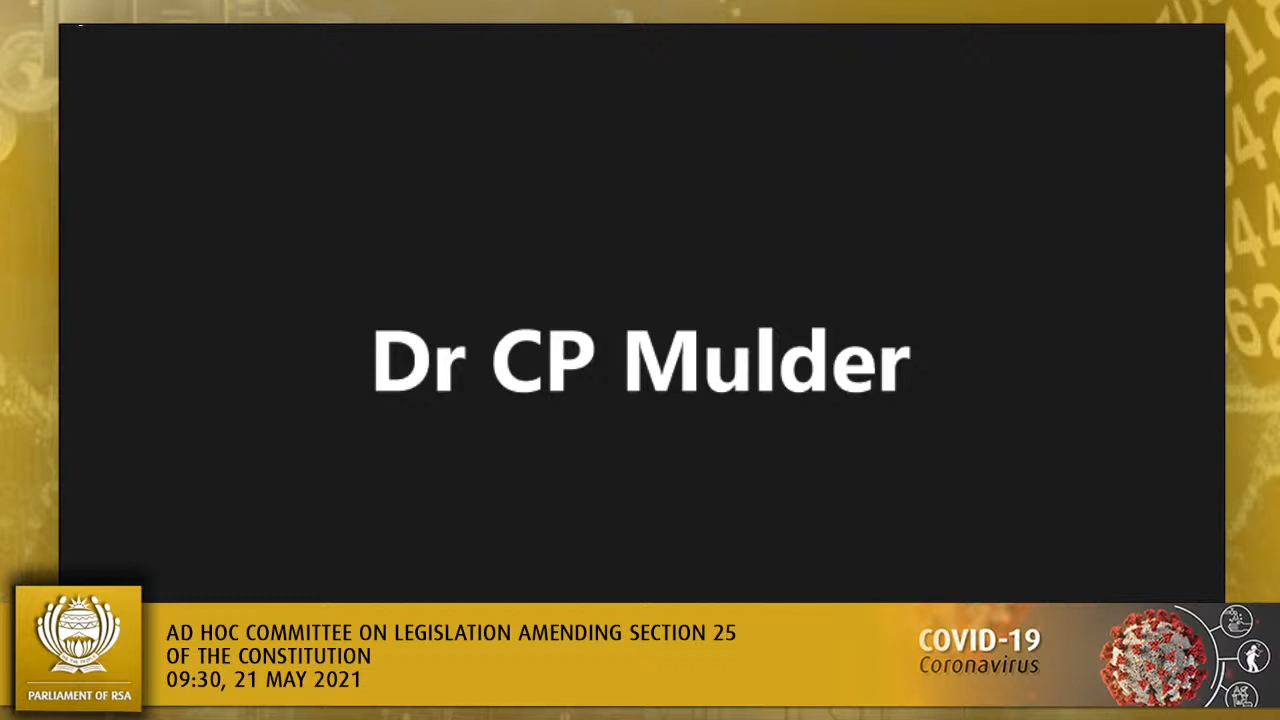 Dr CP Mulder
AD HOC COMMITTEE ON LEGISLATION AMENDING SECTION 25
OF THE CONSTITUTION
09:30, 21 MAY 2021
PARLIAMENT OF RSA
COVID-19
Coronavirus